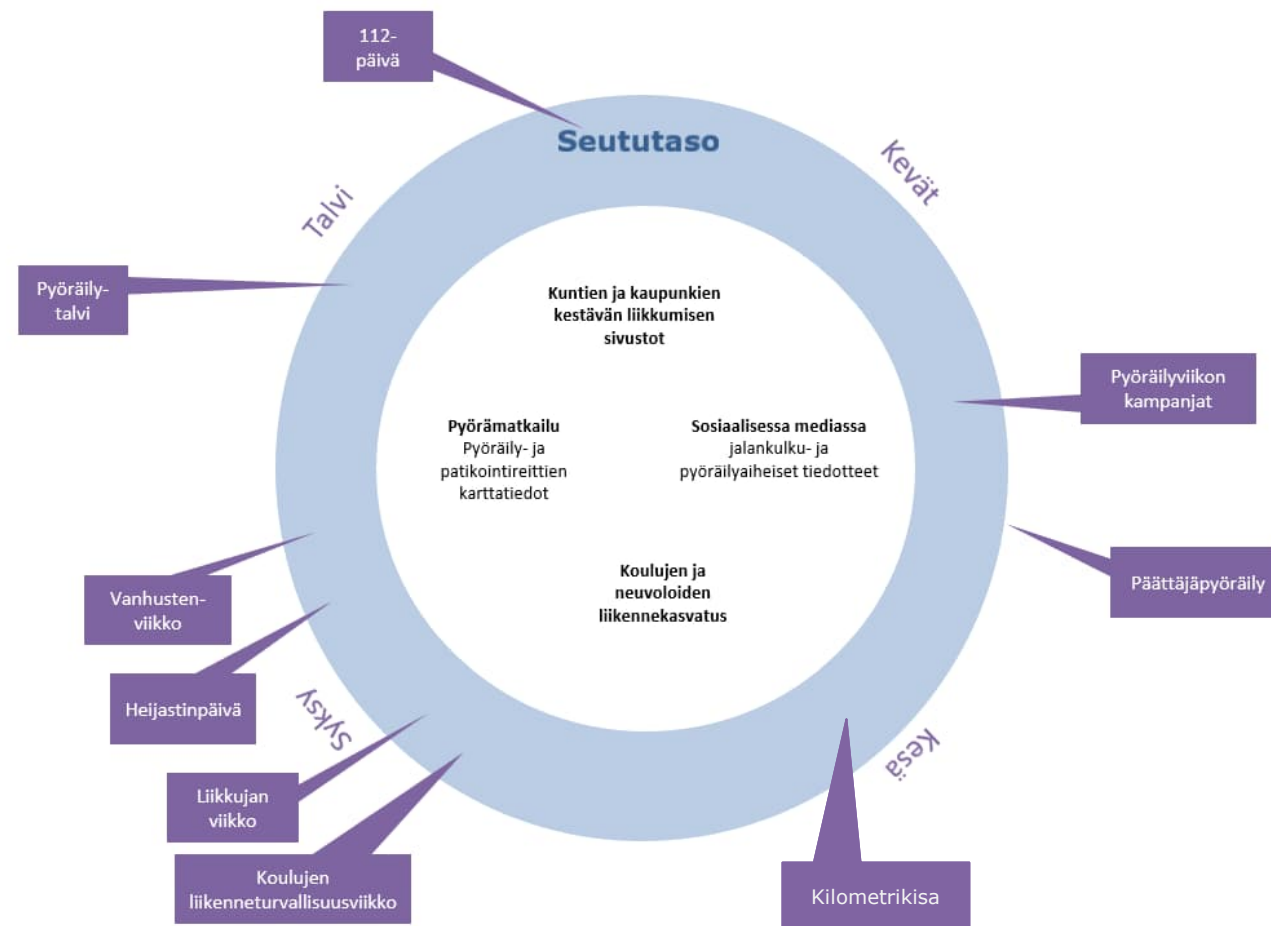 112-
päivä
Seututaso
Kevät
Talvi
Pyöräily-
talvi
Kuntien ja kaupunkien
kestävän liikkumisen
sivustot
Pyöräilyviikon
kampanjat
Pyörämatkailu
Pyöräily- ja
patikointireittien
karttatiedot
Sosiaalisessa mediassa
jalankulku- ja
pyöräilyaiheiset tiedotteet
Päättäjäpyöräily
Koulujen ja
neuvoloiden
liikennekasvatus
Vanhusten-
viikko
Heijastinpäivä
Syksy
Kesä
Liikkujan
viikko
Koulujen
liikenneturvallisuusviikko
Kilometrikisa